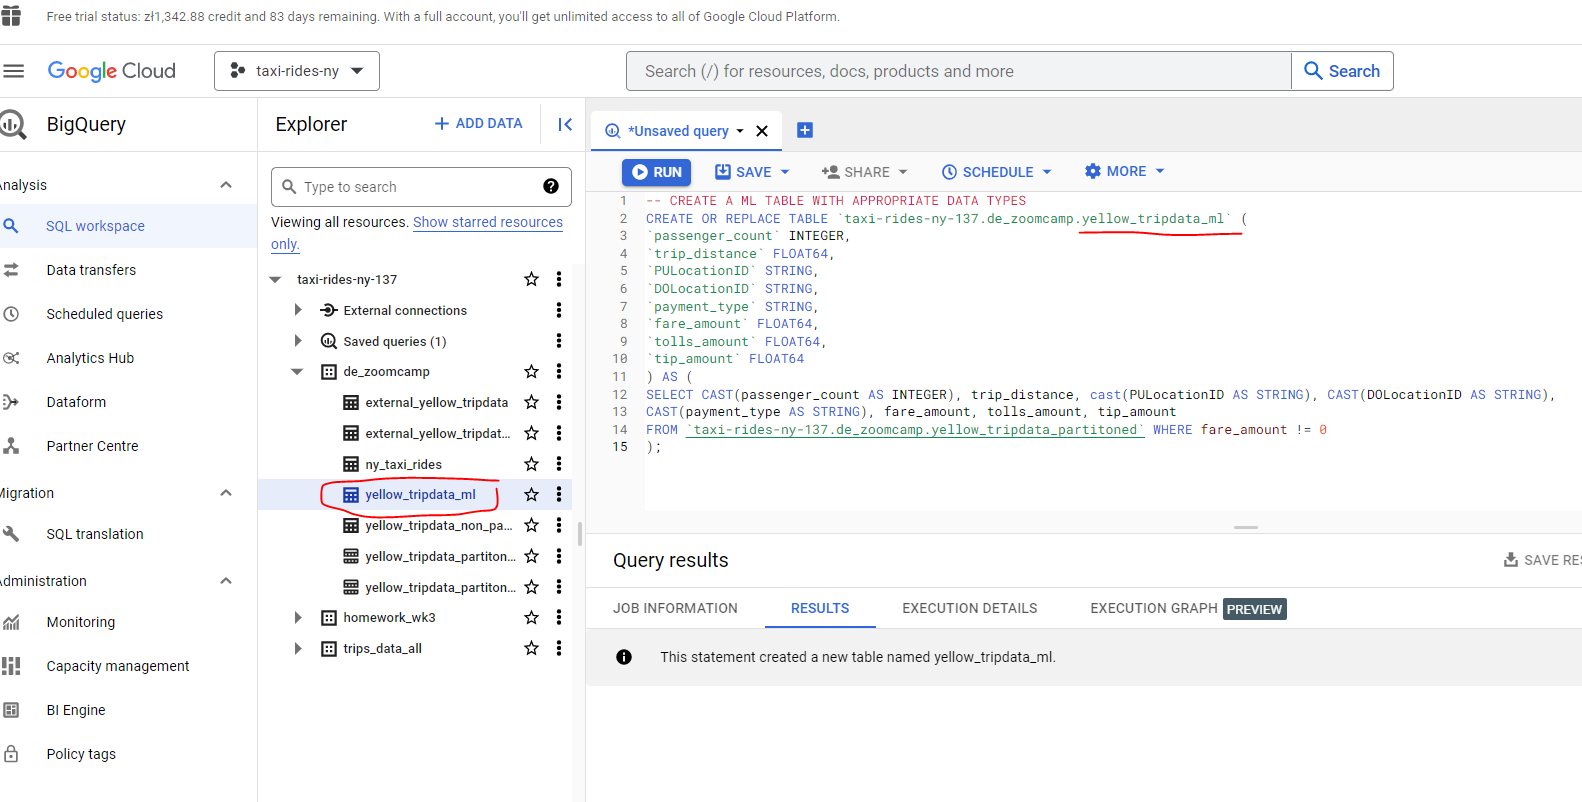 Free trial status: zł1,342.88 credit and 83 days remaining. With a full account, you'll get unlimited access to all of Google Cloud Platform.
Google Cloud
taxi-rides-ny
Search (/) for resources, docs, products and more
Search
BigQuery
nalysis
SQL workspace
Data transfers
Scheduled queries
Analytics Hub
Dataform
Partner Centre
Migration
SQL translation
dministration
Monitoring
Capacity management
BI Engine
Policy tags
Explorer
+ ADD DATA
Type to search
Viewing all resources. Show starred resources
only.
taxi-rides-ny-137
External connections
Saved queries (1)
de_zoomcamp
external_yellow_tripdata
external_yellow_tripdat...
ny_taxi_rides
yellow_tripdata_ml
yellow_tripdata_non_pa...
yellow_tripdata_partiton...
yellow_tripdata_partiton...
homework_wk3
trips_data_all
*Unsaved query
RUN
SAVE
SHARE
SCHEDULE
MORE
1 -- CREATE A ML TABLE WITH APPROPRIATE DATA TYPES
2 CREATE OR REPLACE TABLE `taxi-rides-ny-137.de_zoomcamp.yellow_tripdata_ml` (
3 `passenger_count` INTEGER,
4 `trip_distance` FLOAT64,
5 `PULocationID` STRING,
6 `DOLocationID` STRING,
7 `payment_type` STRING,
8 `fare_amount` FLOAT64,
9 `tolls_amount` FLOAT64,
10 `tip_amount` FLOAT64
11 ) AS (
12 SELECT CAST(passenger_count AS INTEGER), trip_distance, cast(PULocationID AS STRING), CAST(DOLocationID AS STRING),
13 CAST(payment_type AS STRING), fare_amount, tolls_amount, tip_amount
14 FROM `taxi-rides-ny-137.de_zoomcamp.yellow_tripdata_partitoned` WHERE fare_amount != 0
15 );
Query results
SAVE RES
JOB INFORMATION
RESULTS
EXECUTION DETAILS
EXECUTION GRAPH PREVIEW
This statement created a new table named yellow_tripdata_ml.